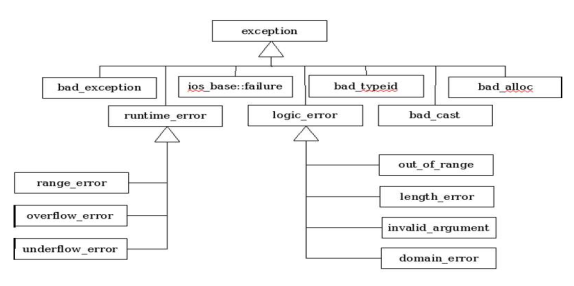 exception
bad_exception
ios_base::failure
bad_typeid
bad_alloc
runtime_error
logic_error
bad_cast
range_error
overflow_error
underflow_error
out_of_range
length_error
invalid_argument
domain_error